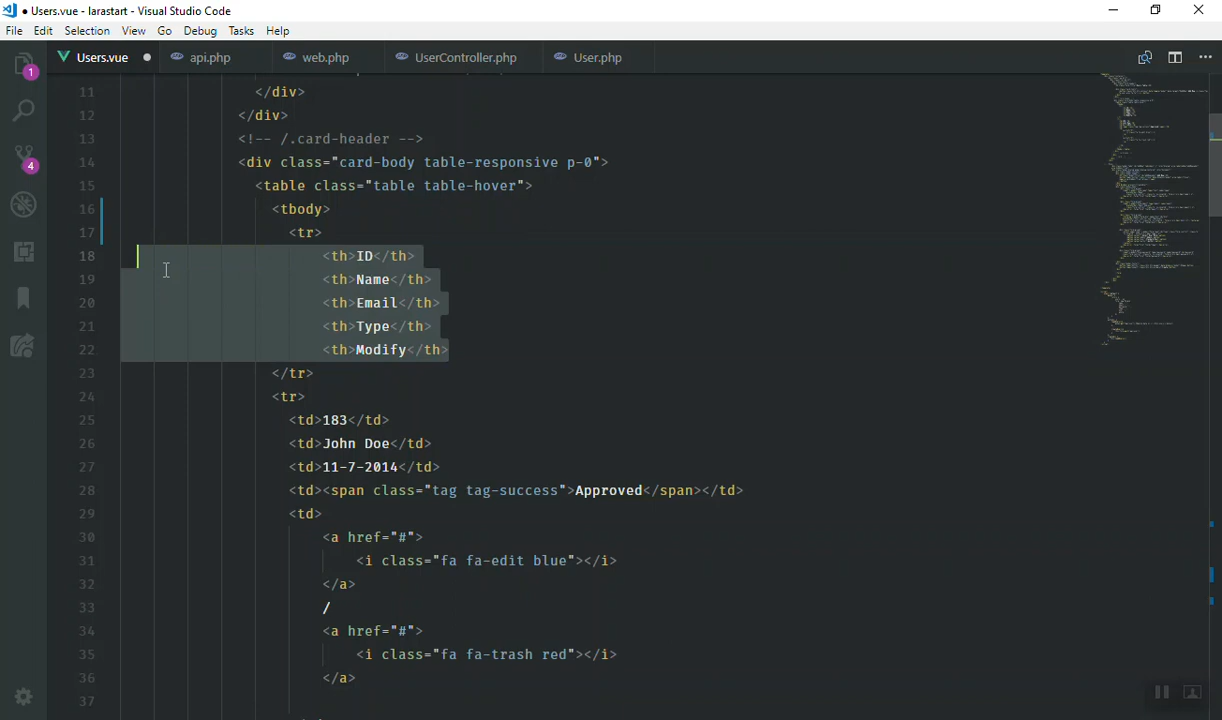 ● Users.vue - larastart - Visual Studio Code
File Edit Selection View Go Debug Tasks Help
Users.vue ● api.php web.php UserController.php User.php
1
4
11 </div>
12 </div>
13 <!-- /.card-header -->
14 <div class="card-body table-responsive p-0">
15 <table class="table table-hover">
16 <tbody>
17 <tr>
18 <th>ID</th>
19 <th>Name</th>
20 <th>Email</th>
21 <th>Type</th>
22 <th>Modify</th>
23 </tr>
24 <tr>
25 <td>183</td>
26 <td>John Doe</td>
27 <td>11-7-2014</td>
28 <td><span class="tag tag-success">Approved</span></td>
29 <td>
30 <a href="#">
31 <i class="fa fa-edit blue"></i>
32 </a>
33 /
34 <a href="#">
35 <i class="fa fa-trash red"></i>
36 </a>
37